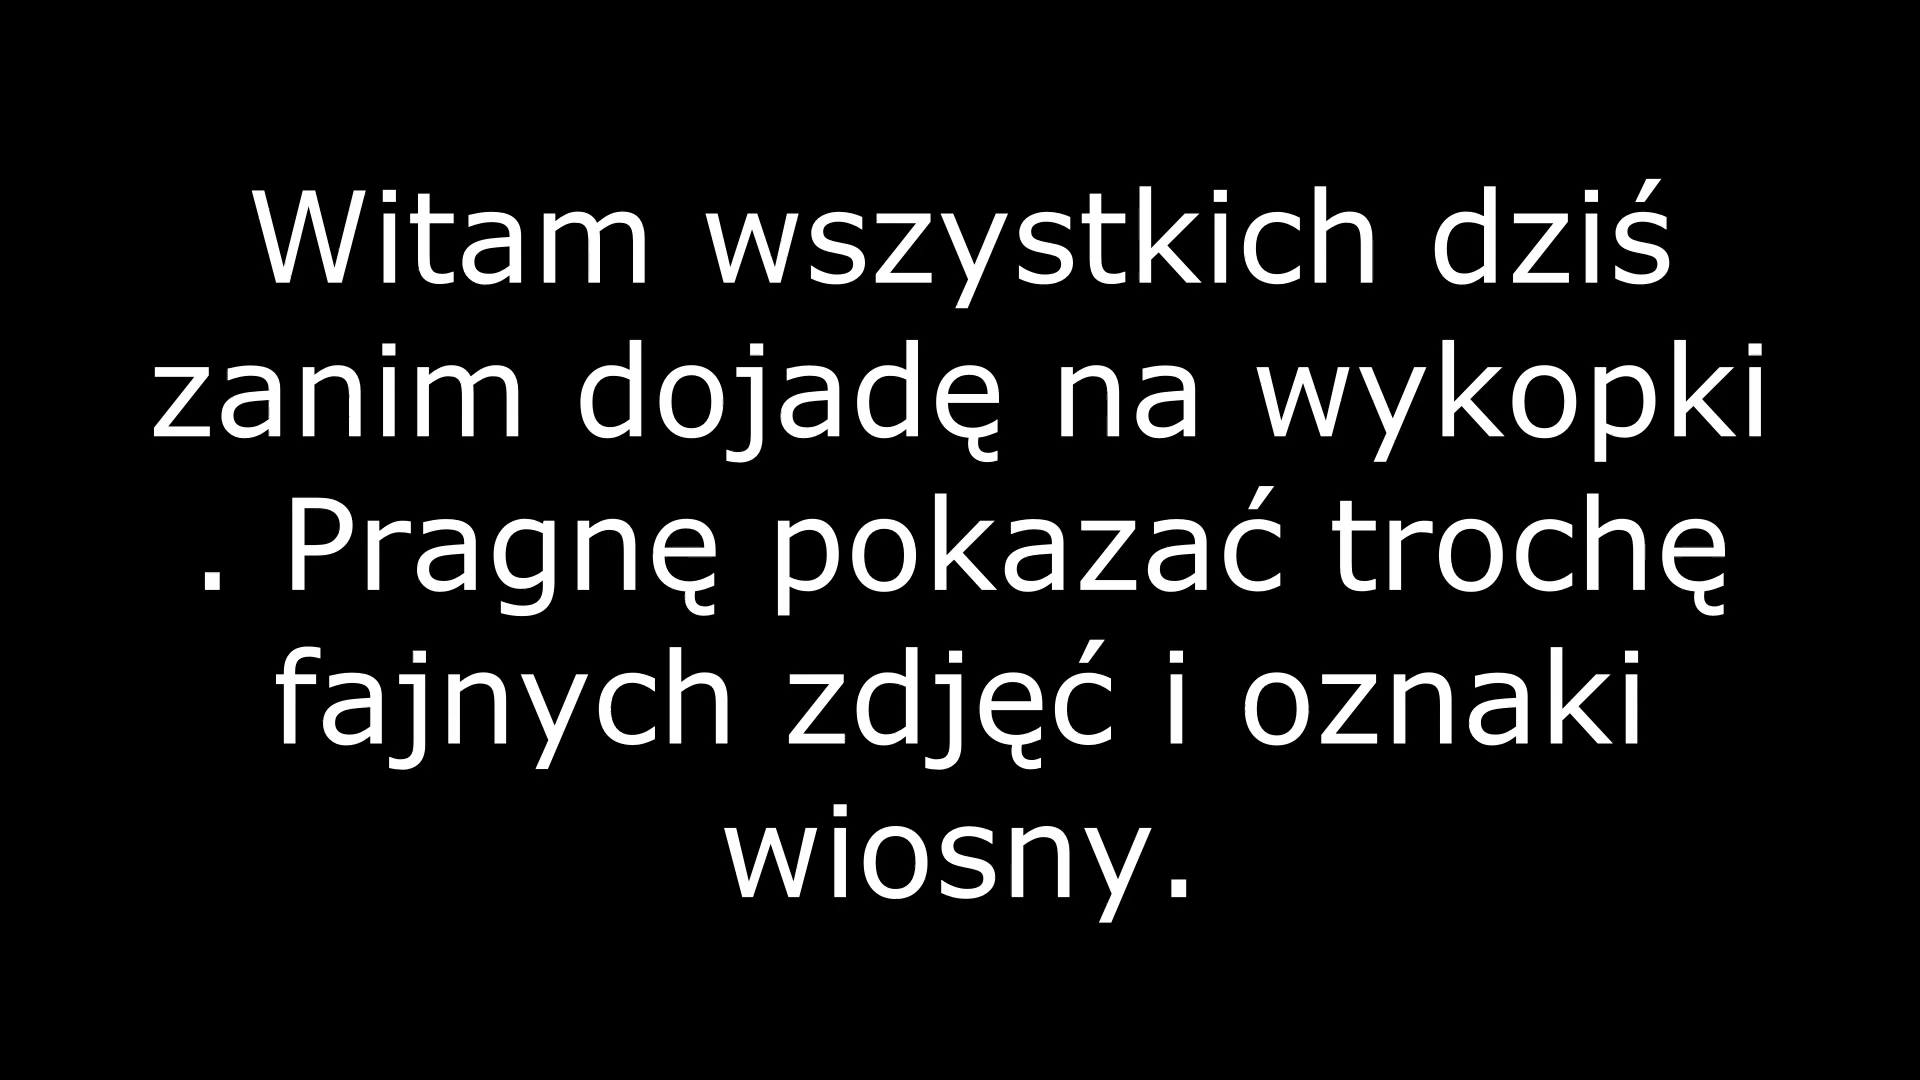 Witam wszystkich dziś
zanim dojadę na wykopki
. Pragnę pokazać trochę
fajnych zdjęć i oznaki
wiosny.